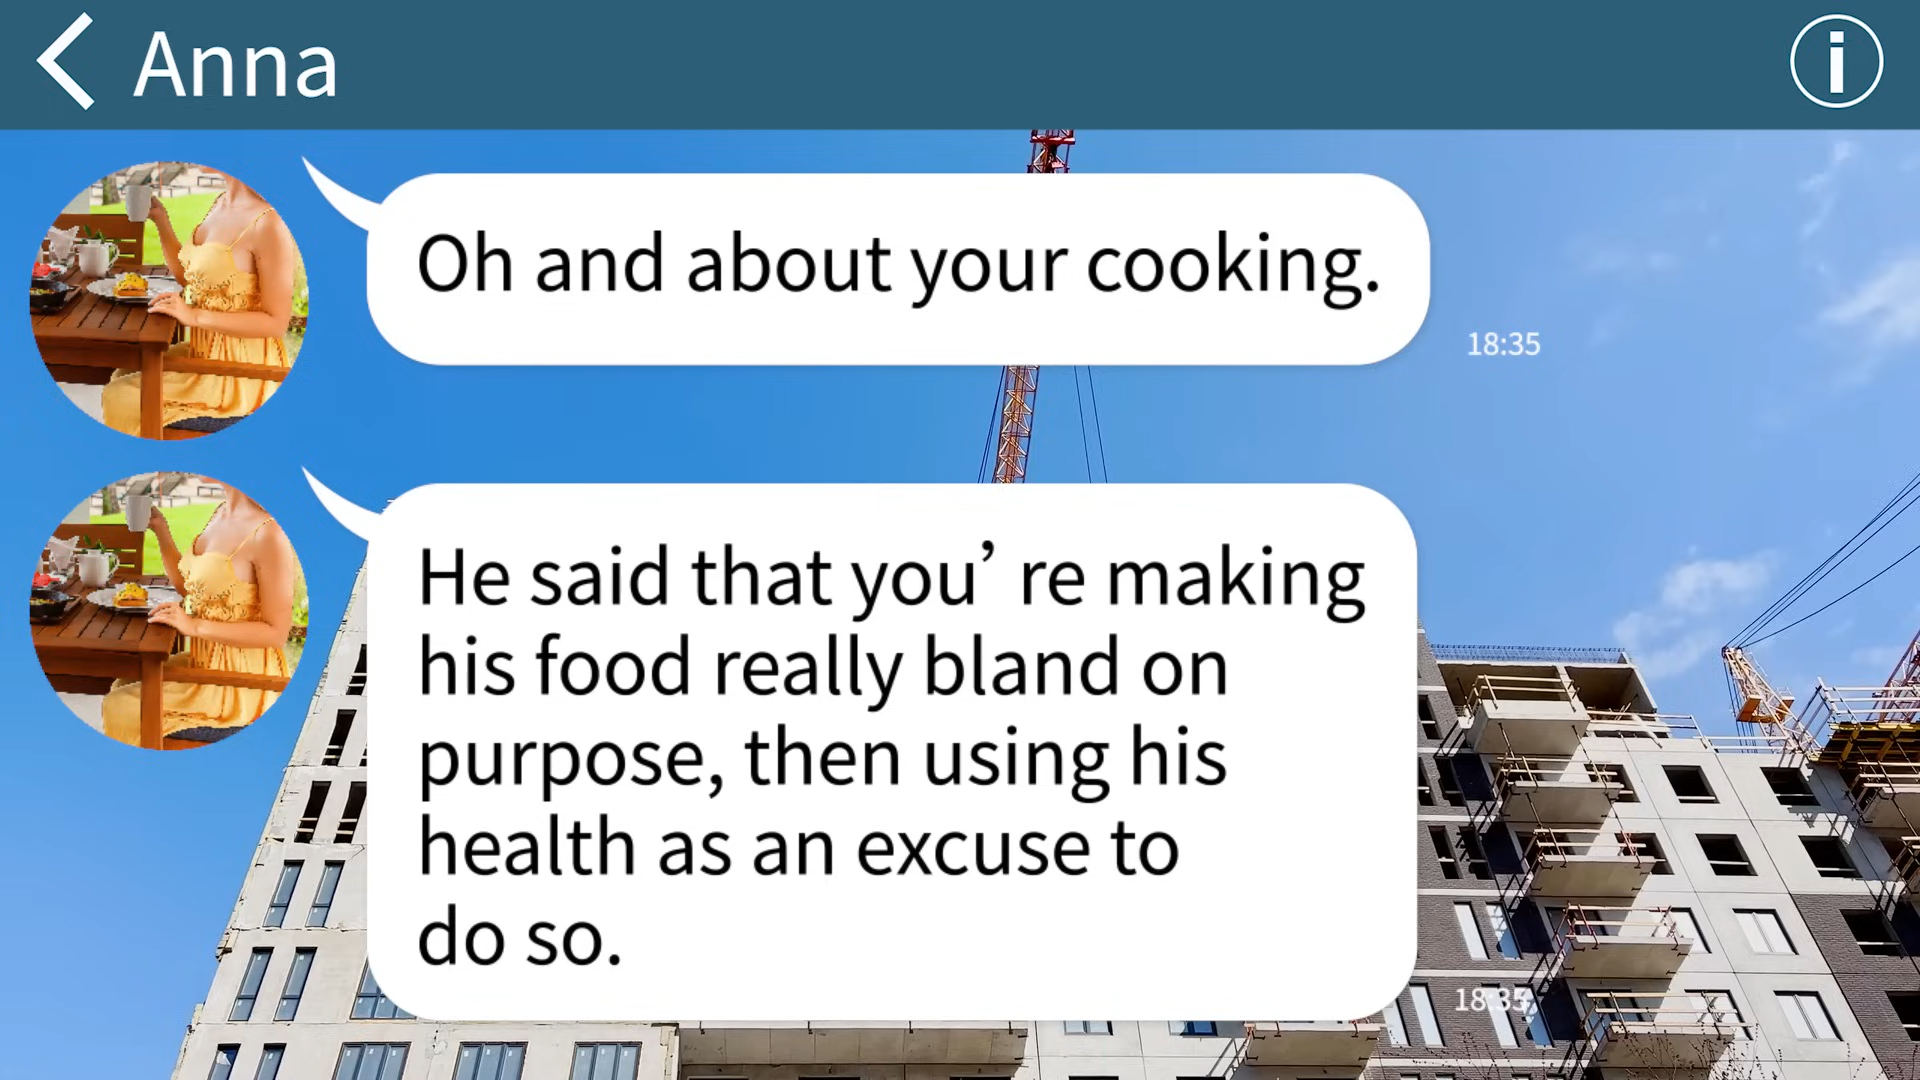 Anna
Oh and about your cooking.
18:35
He said that you’ re making
his food really bland on
purpose, then using his
health as an excuse to
do so.
18:35